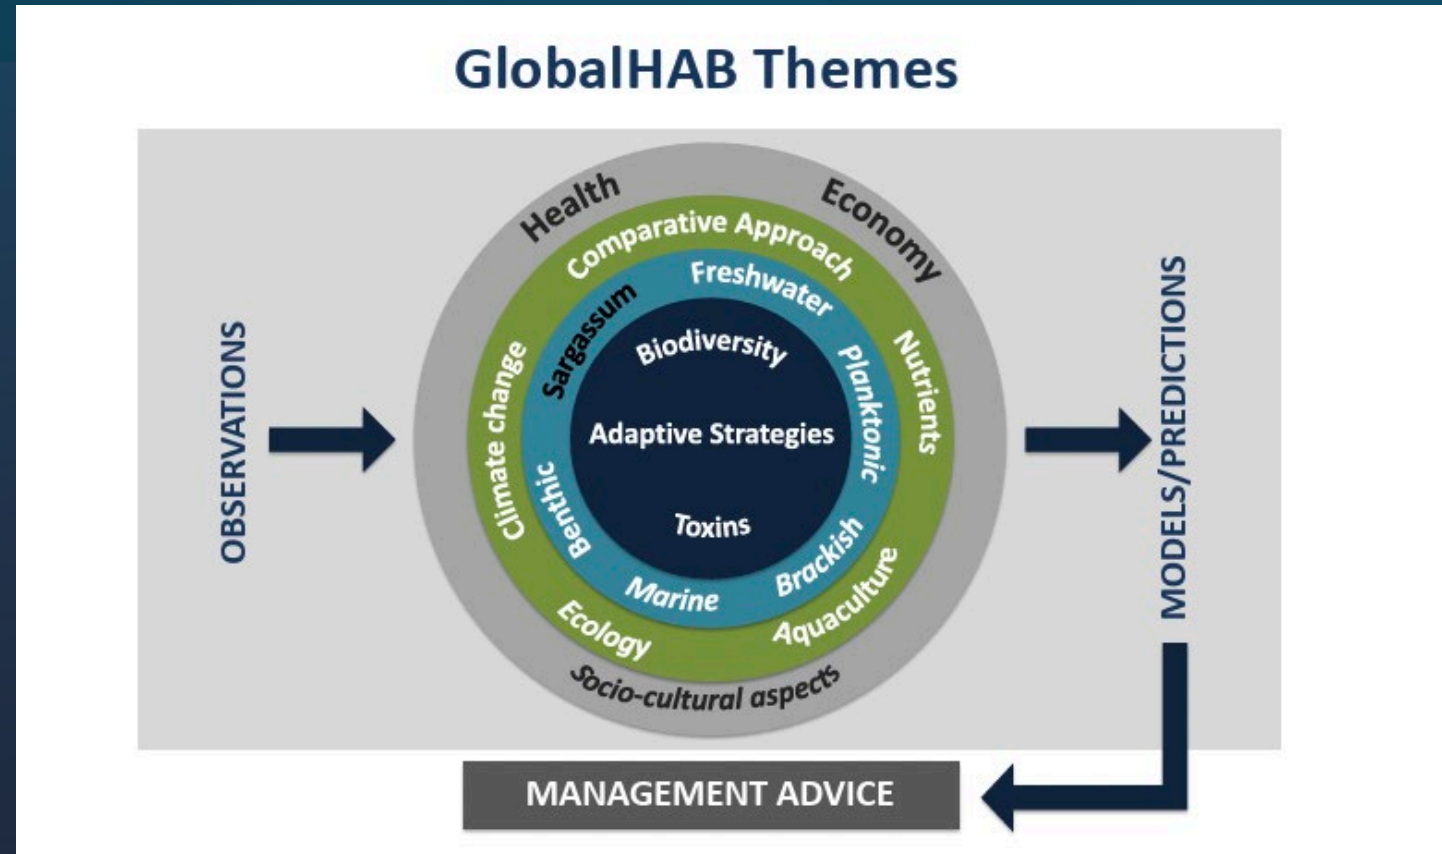 GlobalHAB Themes
OBSERVATIONS
Health
Economy
Socio-cultural aspects
Comparative Approach
Nutrients
Aquaculture
Ecology
Climate change
Freshwater
Planktonic
Brackish
Marine
Benthic
Sargassum
Biodiversity
Adaptive Strategies
Toxins
MODELS/PREDICTIONS
MANAGEMENT ADVICE